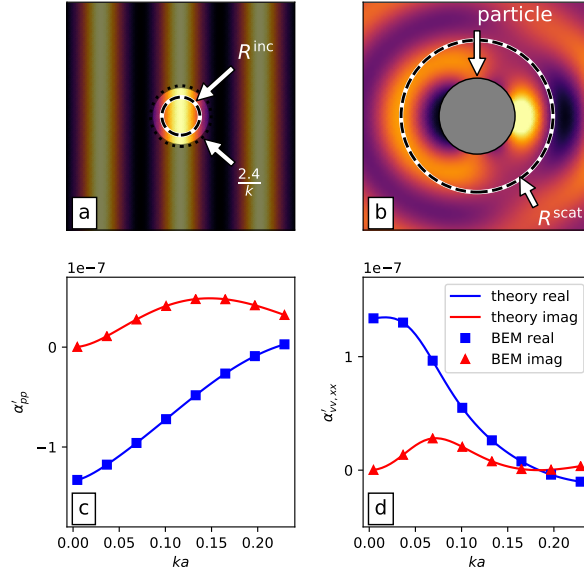 R^inc
2.4/k
a
particle
R^scat
b
1e−7
0
−1
α′pp
0.00 0.05 0.10 0.15 0.20
ka
c
1e−7
1
0
α′vv,xx
theory real
theory imag
BEM real
BEM imag
0.00 0.05 0.10 0.15 0.20
ka
d